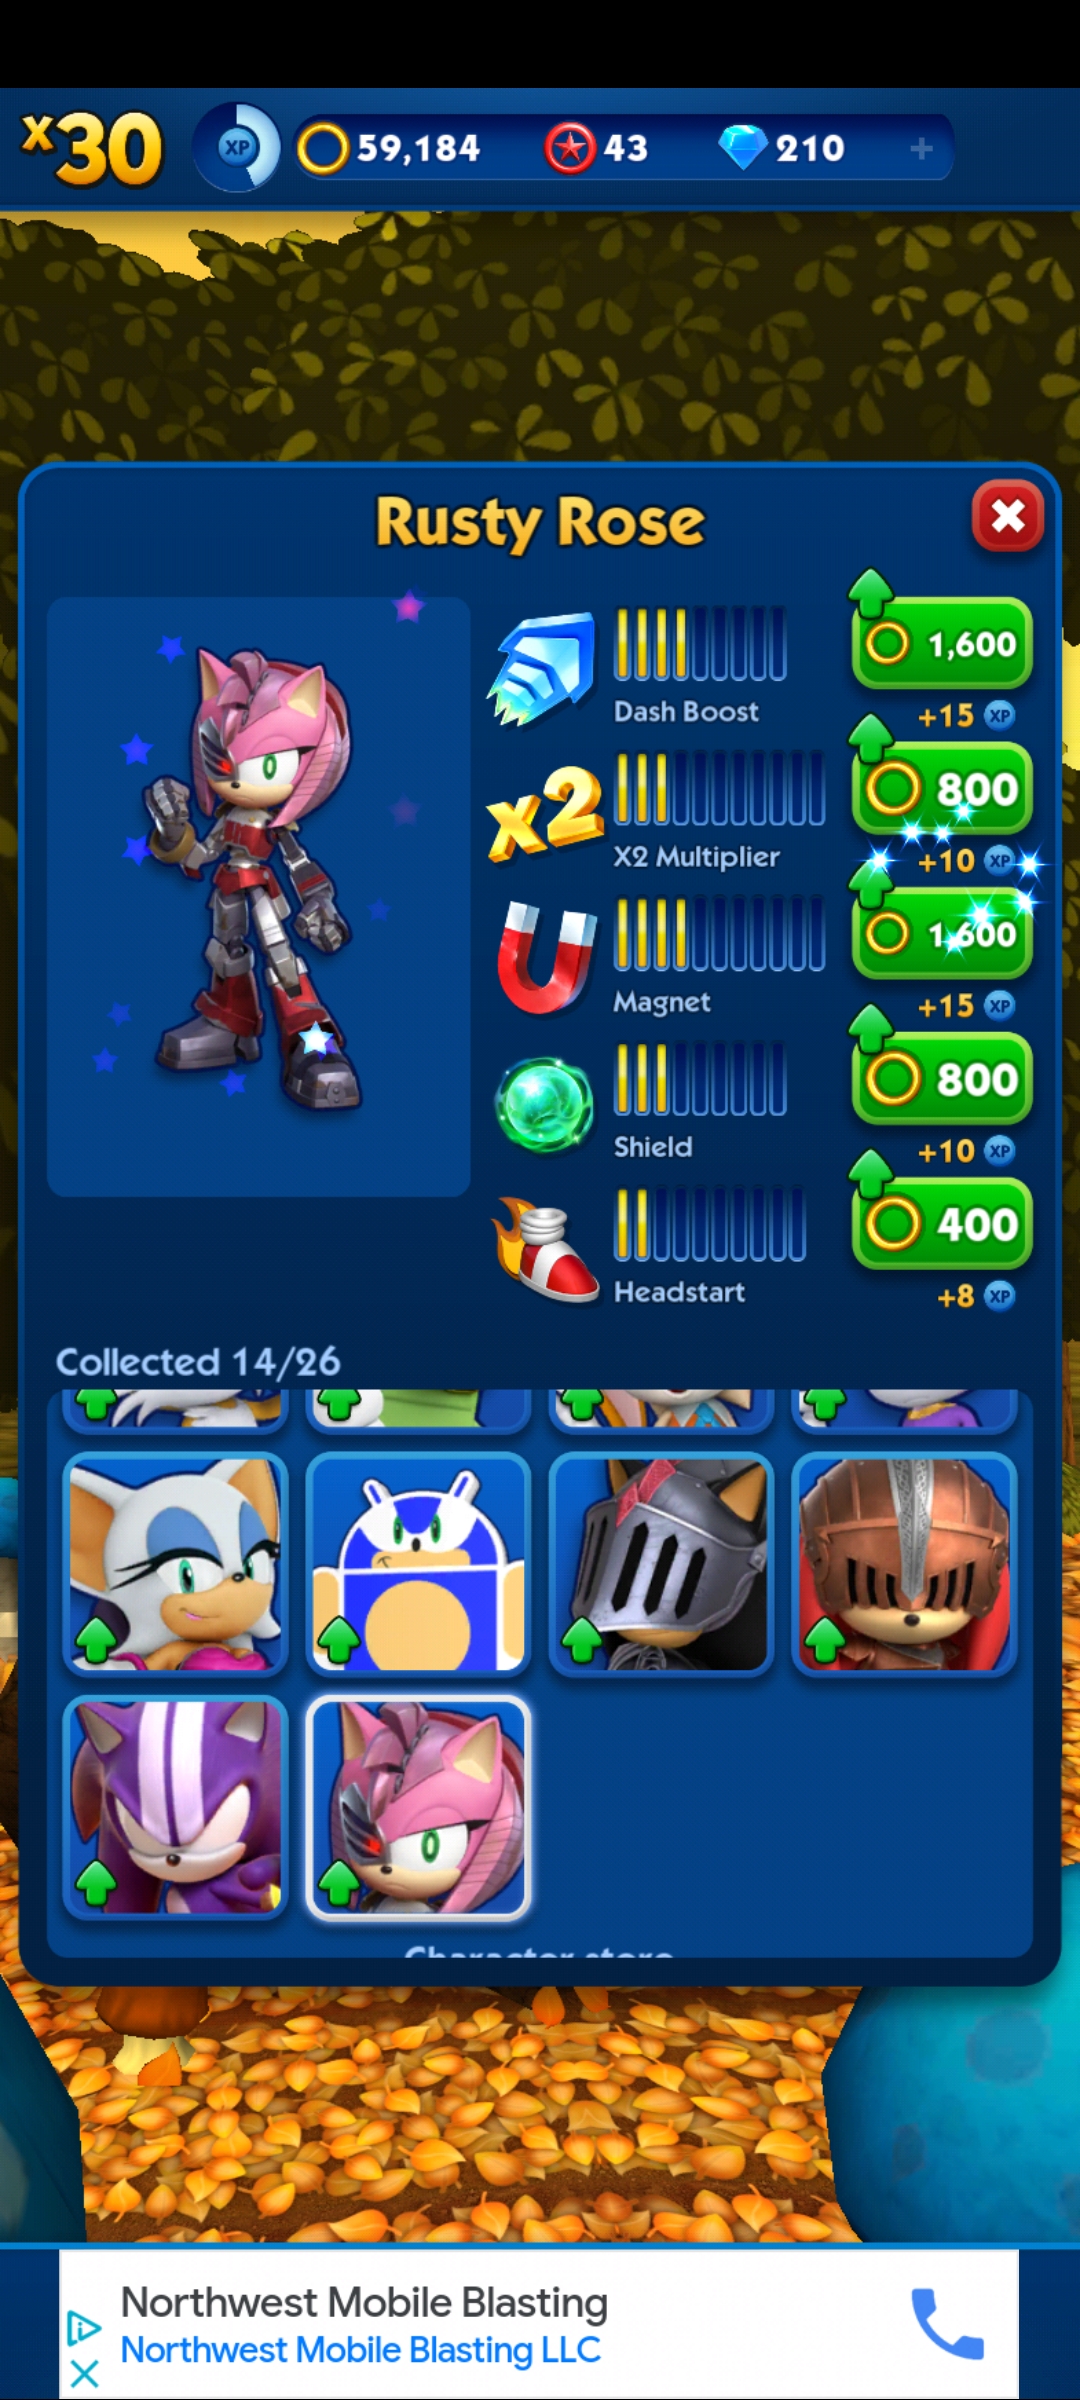 x30
XP
59,184
43
210
Rusty Rose
1,600
Dash Boost
+15 XP
x2
800
X2 Multiplier
+10 XP
1,600
Magnet
+15 XP
800
Shield
+10 XP
400
Headstart
+8 XP
Collected 14/26
Character store
Northwest Mobile Blasting
Northwest Mobile Blasting LLC